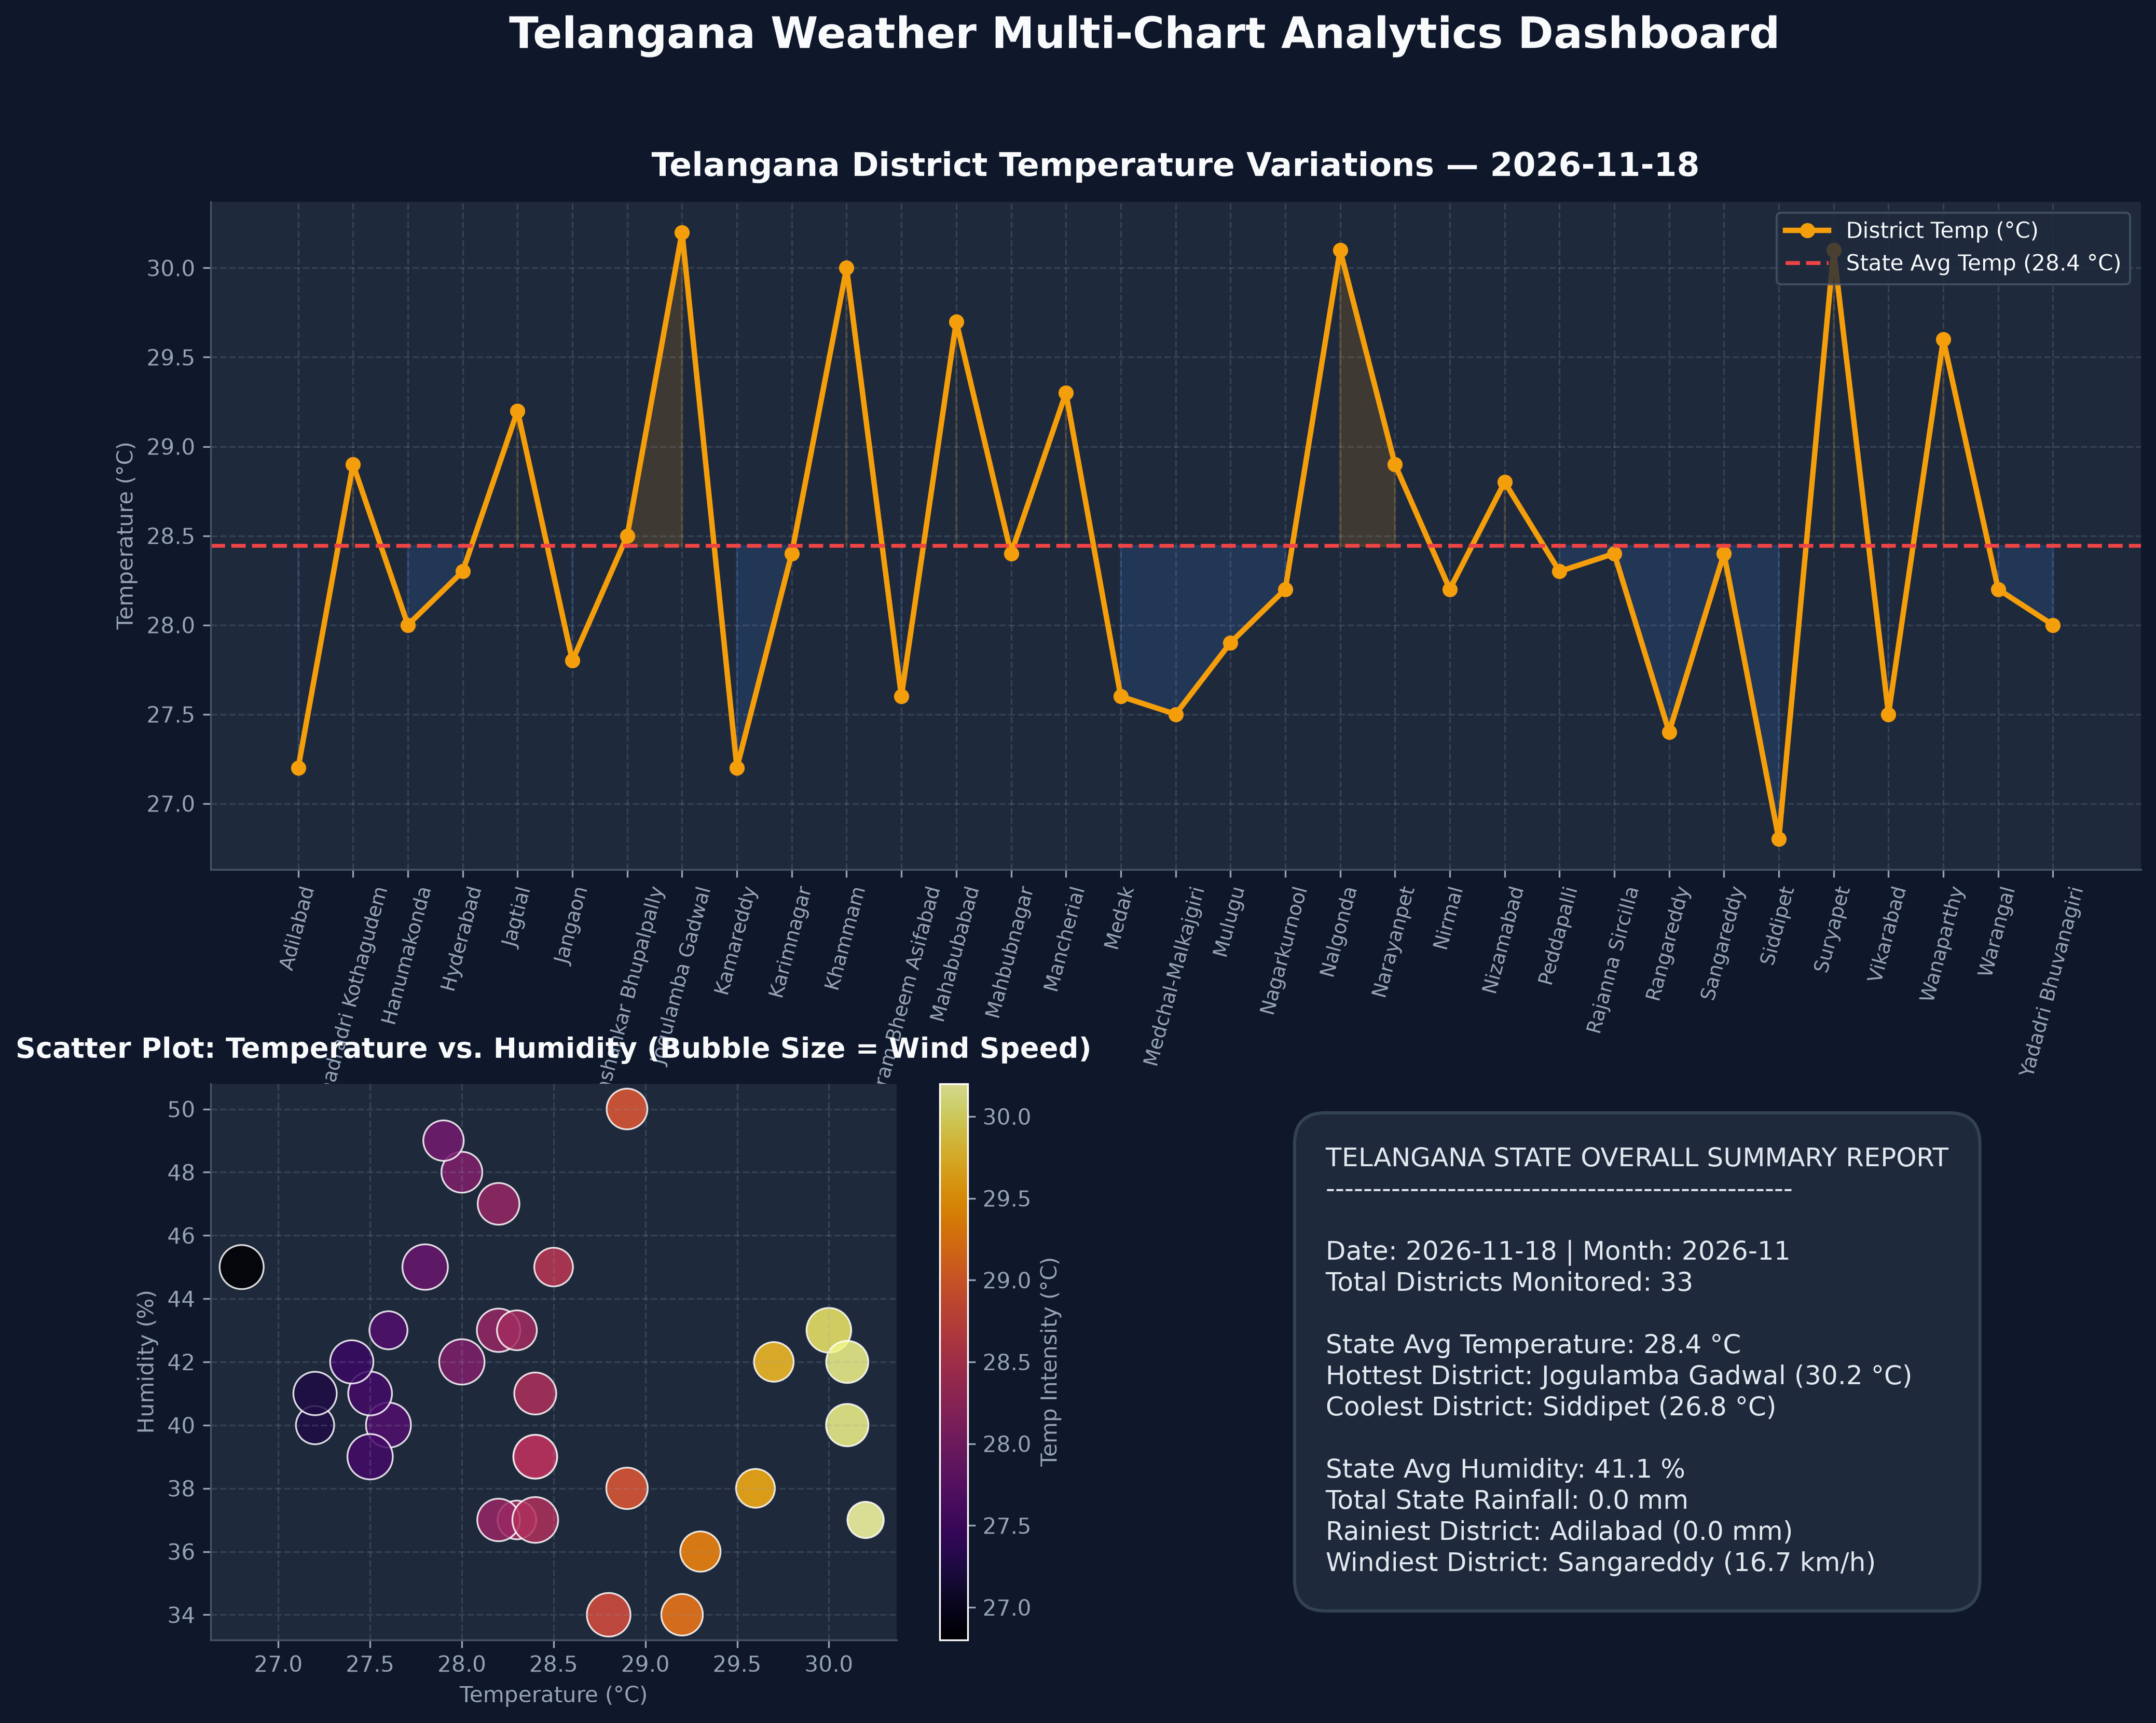 Telangana Weather Multi-Chart Analytics Dashboard
Telangana District Temperature Variations — 2026-11-18
District Temp (°C)
State Avg Temp (28.4 °C)
Temperature (°C)
30.0
29.5
29.0
28.5
28.0
27.5
27.0
Adilabad
Kothagudem
Hanumakonda
Hyderabad
Jagtial
Jangaon
Bhupalpally
Jogulamba Gadwal
Kamareddy
Karimnagar
Khammam
Bheem Asifabad
Mahabubabad
Mahbubnagar
Mancherial
Medak
Medchal-Malkajgiri
Mulugu
Nagarkurnool
Nalgonda
Narayanpet
Nirmal
Nizamabad
Peddapalli
Rajanna Sircilla
Rangareddy
Sangareddy
Siddipet
Suryapet
Vikarabad
Wanaparthy
Warangal
Yadadri Bhuvanagiri
Scatter Plot: Temperature vs. Humidity (Bubble Size = Wind Speed)
Humidity (%)
50
48
46
44
42
40
38
36
34
27.0
27.5
28.0
28.5
29.0
29.5
30.0
Temperature (°C)
30.0
29.5
29.0
28.5
28.0
27.5
27.0
Temp Intensity (°C)
TELANGANA STATE OVERALL SUMMARY REPORT
--------------------------------------------------
Date: 2026-11-18 | Month: 2026-11
Total Districts Monitored: 33
State Avg Temperature: 28.4 °C
Hottest District: Jogulamba Gadwal (30.2 °C)
Coolest District: Siddipet (26.8 °C)
State Avg Humidity: 41.1 %
Total State Rainfall: 0.0 mm
Rainiest District: Adilabad (0.0 mm)
Windiest District: Sangareddy (16.7 km/h)